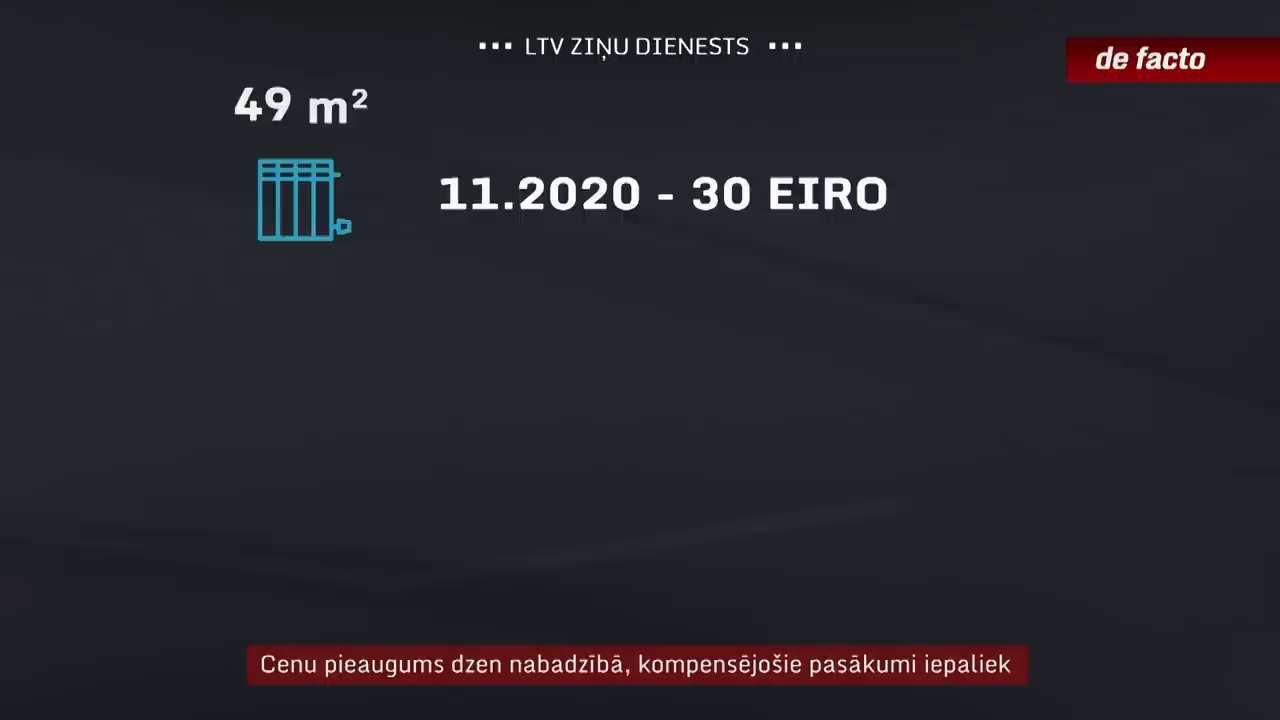 LTV ZIŅU DIENESTS
de facto
49 m²
11.2020 - 30 EIRO
Cenu pieaugums dzen nabadzībā, kompensējošie pasākumi iepaliek